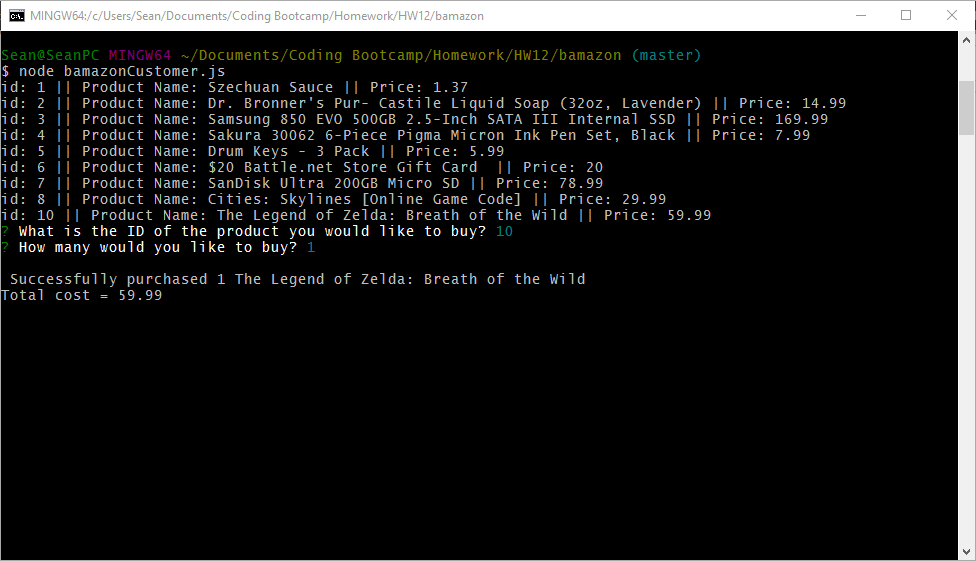 MINGW64:/c/Users/Sean/Documents/Coding Bootcamp/Homework/HW12/bamazon
Sean@SeanPC MINGW64 ~/Documents/Coding Bootcamp/Homework/HW12/bamazon (master)
$ node bamazonCustomer.js
id: 1 || Product Name: Szechuan Sauce || Price: 1.37
id: 2 || Product Name: Dr. Bronner's Pur- Castile Liquid Soap (32oz, Lavender) || Price: 14.99
id: 3 || Product Name: Samsung 850 EVO 500GB 2.5-Inch SATA III Internal SSD || Price: 169.99
id: 4 || Product Name: Sakura 30062 6-Piece Pigma Micron Ink Pen Set, Black || Price: 7.99
id: 5 || Product Name: Drum Keys - 3 Pack || Price: 5.99
id: 6 || Product Name: $20 Battle.net Store Gift Card  || Price: 20
id: 7 || Product Name: SanDisk Ultra 200GB Micro SD || Price: 78.99
id: 8 || Product Name: Cities: Skylines [Online Game Code] || Price: 29.99
id: 10 || Product Name: The Legend of Zelda: Breath of the Wild || Price: 59.99
? What is the ID of the product you would like to buy? 10
? How many would you like to buy? 1
Successfully purchased 1 The Legend of Zelda: Breath of the Wild
Total cost = 59.99